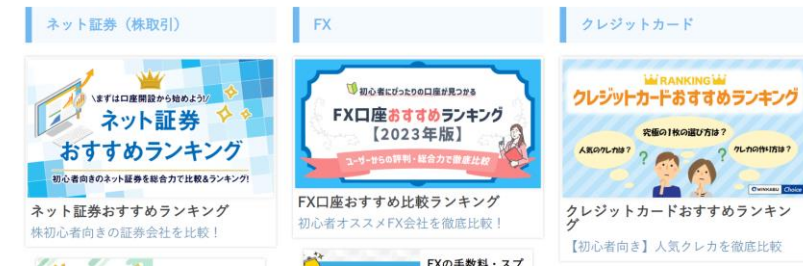 ネット証券（株取引）
FX
クレジットカード
\まずは口座開設から始めよう!/
ネット証券
おすすめランキング
初心者向きのネット証券を総合力で比較&ランキング!
ネット証券おすすめランキング
株初心者向きの証券会社を比較！
初心者にぴったりの口座が見つかる
FX口座おすすめランキング
【2023年版】
ユーザーからの評判・総合力で徹底比較
FX口座おすすめ比較ランキング
初心者オススメFX会社を徹底比較！
FXの手数料・スプ
RANKING
クレジットカードおすすめランキング
究極の1枚の選び方は？
人気のクレカは？
クレカの作り方は？
MINKABU Choice
クレジットカードおすすめランキン
グ
【初心者向き】人気クレカを徹底比較